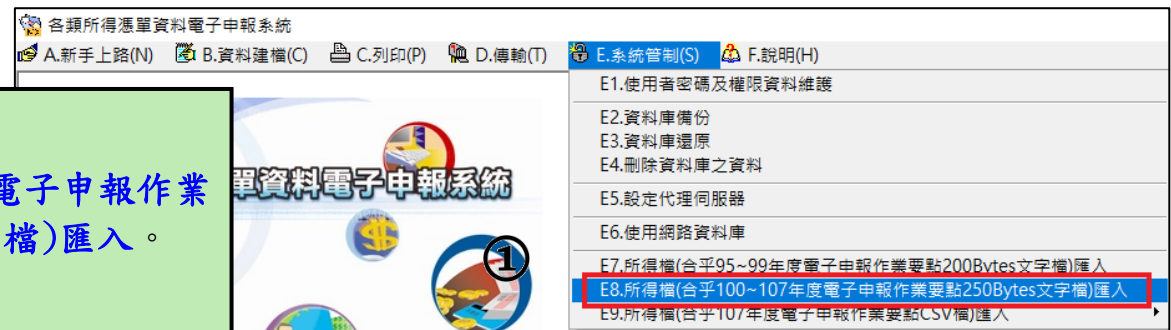 各類所得憑單資料電子申報系統
A.新手上路(N) B.資料建檔(C) C.列印(P) D.傳輸(T) E.系統管制(S) F.說明(H)
E1.使用者密碼及權限資料維護
E2.資料庫備份
E3.資料庫還原
E4.刪除資料庫之資料
E5.設定代理伺服器
E6.使用網路資料庫
E7.所得檔(合乎95~99年度電子申報作業要點200Bytes文字檔)匯入
E8.所得檔(合乎100~107年度電子申報作業要點250Bytes文字檔)匯入
E9.所得檔(合乎107年度電子申報作業要點CSV檔)匯入
電子申報作業
檔)匯入。
單資料電子申報系統
①